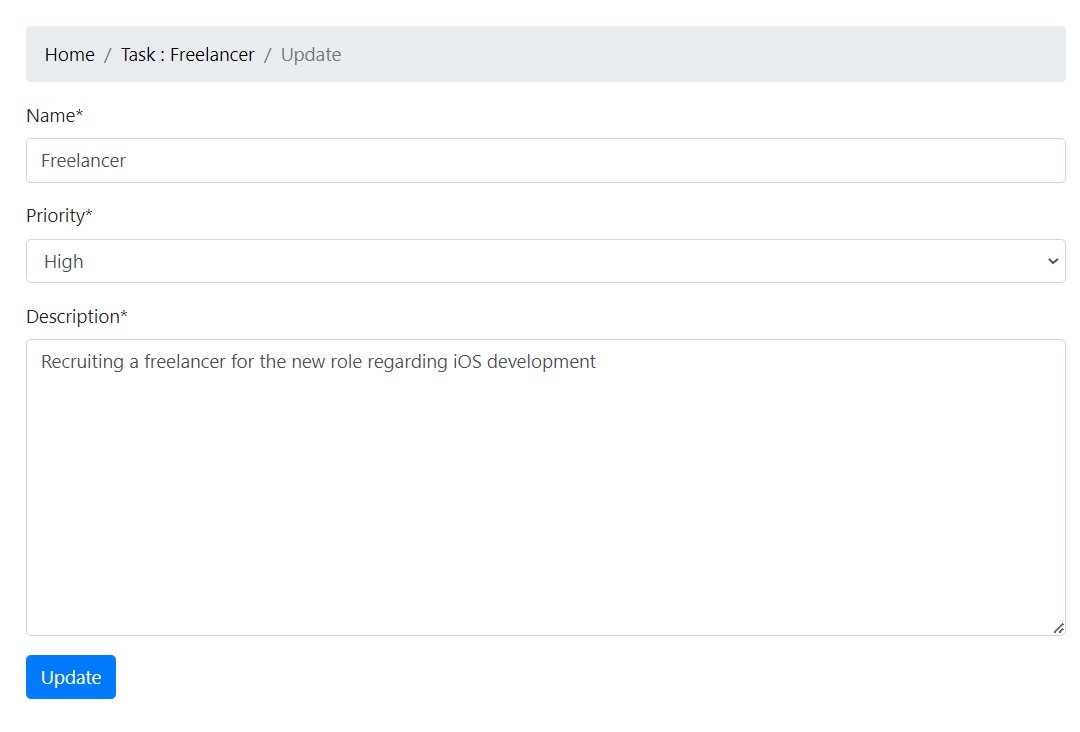 Home / Task : Freelancer / Update
Name*
Freelancer
Priority*
High
Description*
Recruiting a freelancer for the new role regarding iOS development
Update